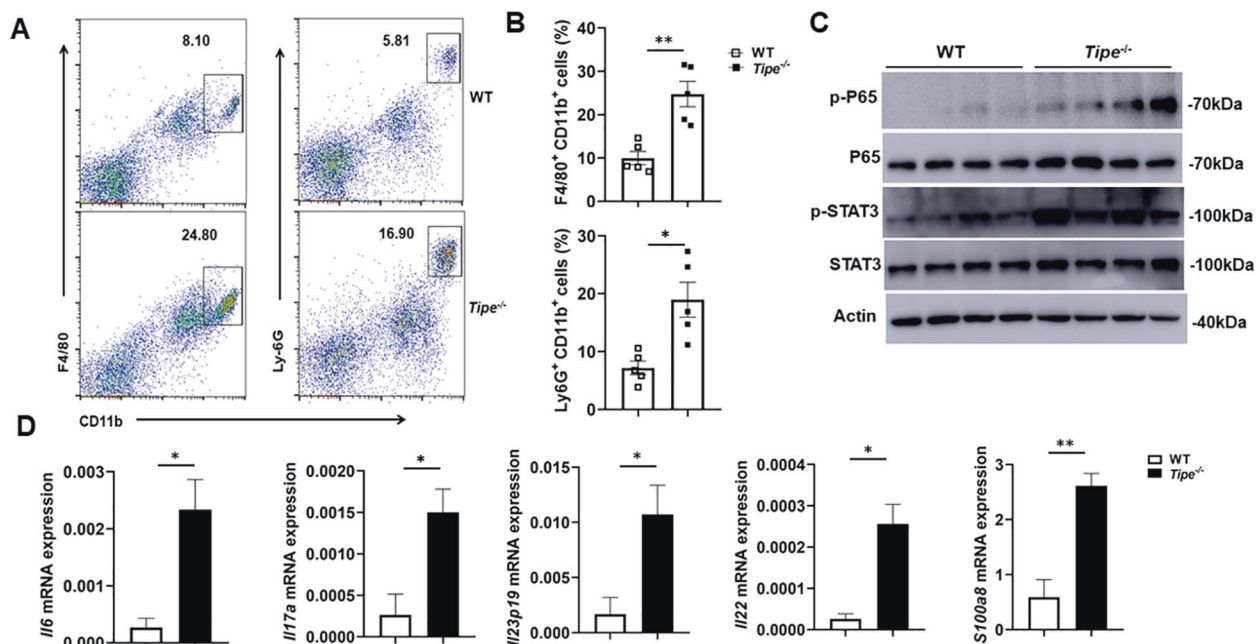 A
8.10
5.81
WT
24.80
16.90
Tipe-/-
F4/80
Ly-6G
CD11b
B
F4/80+ CD11b+ cells (%)
40
30
20
10
0
**
WT
Tipe-/-
Ly6G+ CD11b+ cells (%)
30
20
10
0
*
C
WT
Tipe-/-
p-P65
-70kDa
P65
-70kDa
p-STAT3
-100kDa
STAT3
-100kDa
Actin
-40kDa
D
Il6 mRNA expression
0.003
0.002
0.001
0.000
*
Il17a mRNA expression
0.0020
0.0015
0.0010
0.0005
0.0000
*
Il23p19 mRNA expression
0.015
0.010
0.005
0.000
*
Il22 mRNA expression
0.0004
0.0003
0.0002
0.0001
0.0000
*
S100a8 mRNA expression
3
2
1
0
**
WT
Tipe-/-